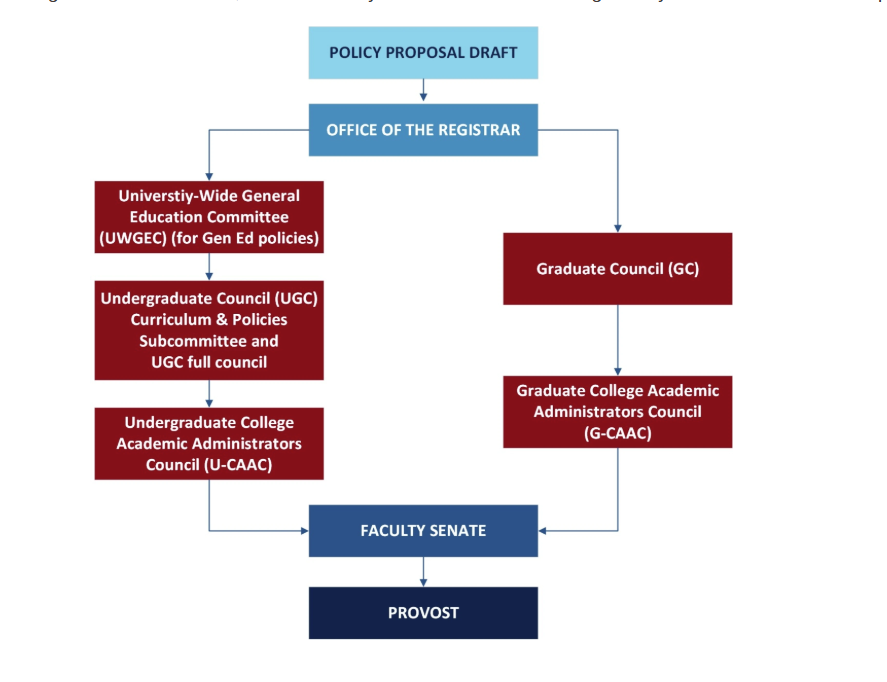 POLICY PROPOSAL DRAFT
OFFICE OF THE REGISTRAR
Universtiy-Wide General
Education Committee
(UWGEC) (for Gen Ed policies)
Undergraduate Council (UGC)
Curriculum & Policies
Subcommittee and
UGC full council
Undergraduate College
Academic Administrators
Council (U-CAAC)
Graduate Council (GC)
Graduate College Academic
Administrators Council
(G-CAAC)
FACULTY SENATE
PROVOST